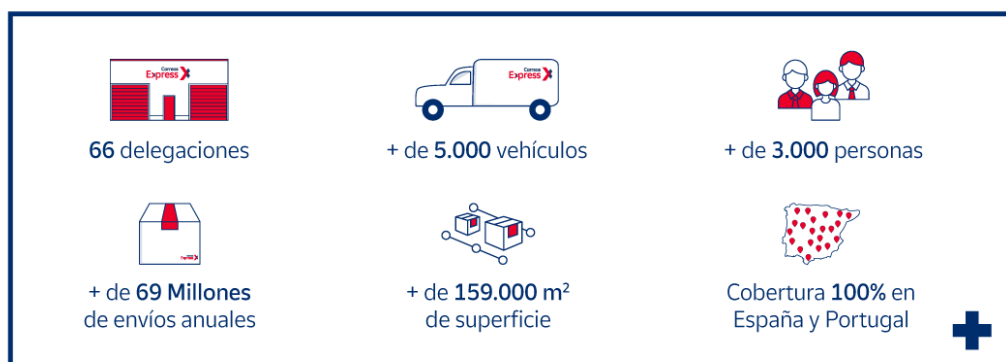 Correos
Express
Correos
Express
66 delegaciones
+ de 5.000 vehículos
+ de 3.000 personas
Express
+ de 69 Millones
de envíos anuales
+ de 159.000 m²
de superficie
Cobertura 100% en
España y Portugal